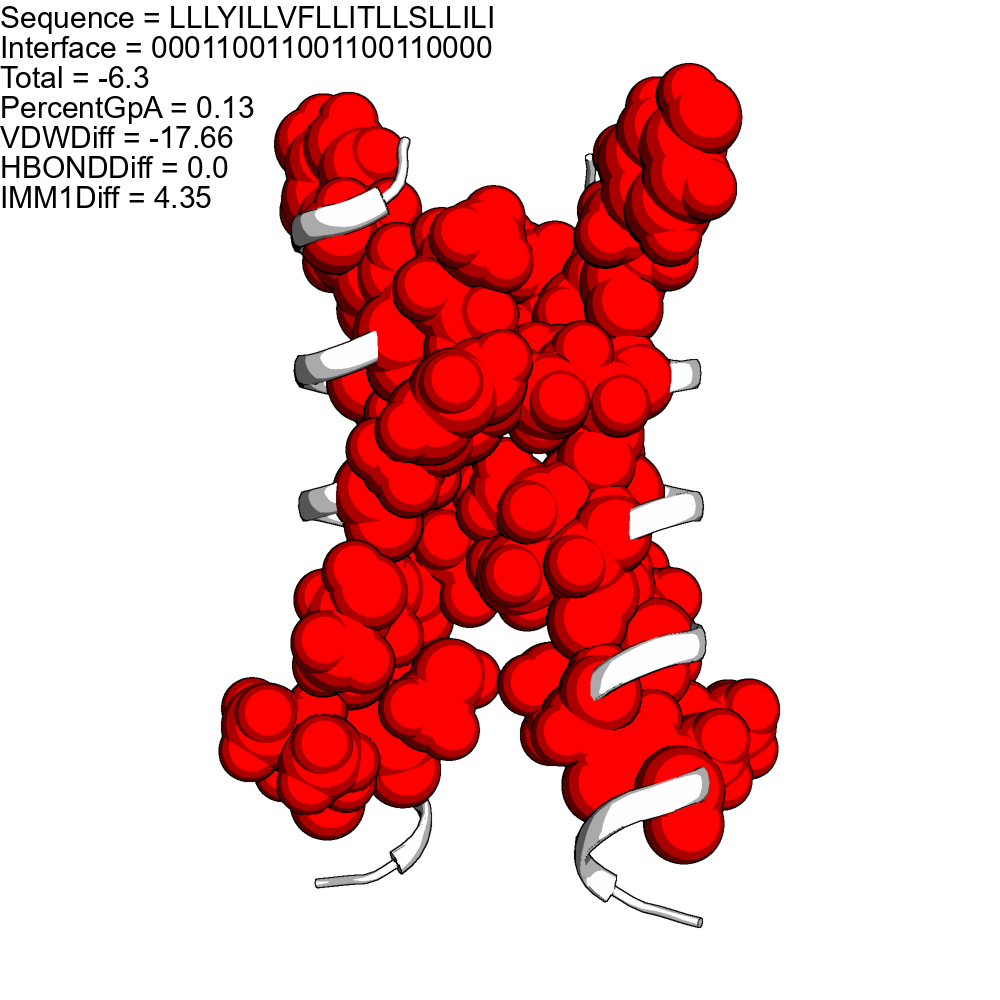 Sequence = LLLYILLVFLLITLLSLLILI
Interface = 000110011001100110000
Total = -6.3
PercentGpA = 0.13
VDWDiff = -17.66
HBONDDiff = 0.0
IMM1Diff = 4.35